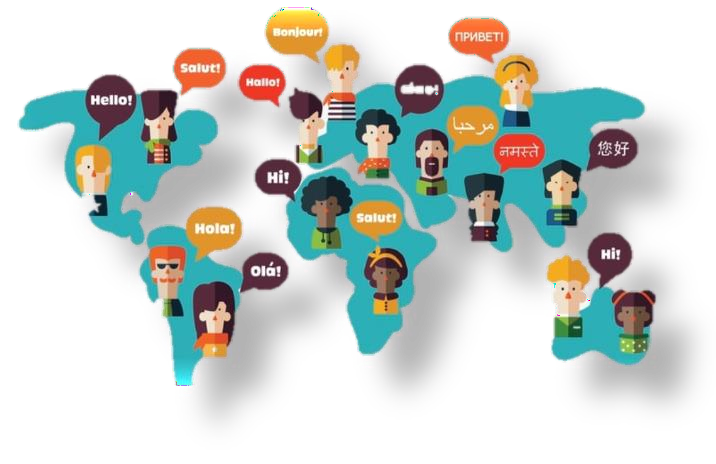 Bonjour!
ПРИВЕТ!
Salut!
Hallo!
Hello!
مرحبا
नमस्ते
您好
Hi!
Salut!
Hola!
Olá!
Hi!